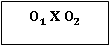 O₁ X O₂